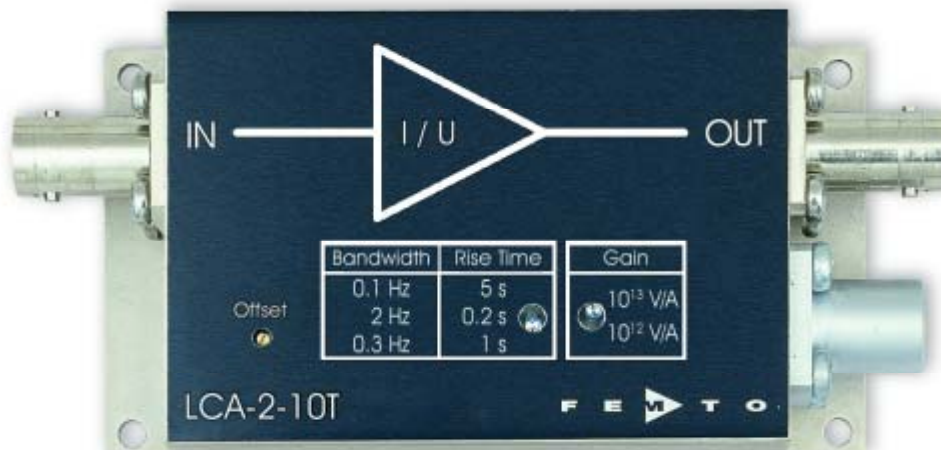 IN I / U OUT
Bandwidth Rise Time Gain
0.1 Hz 5 s 10¹³ V/A
2 Hz 0.2 s 10¹² V/A
0.3 Hz 1 s
Offset
LCA-2-10T FEMTO